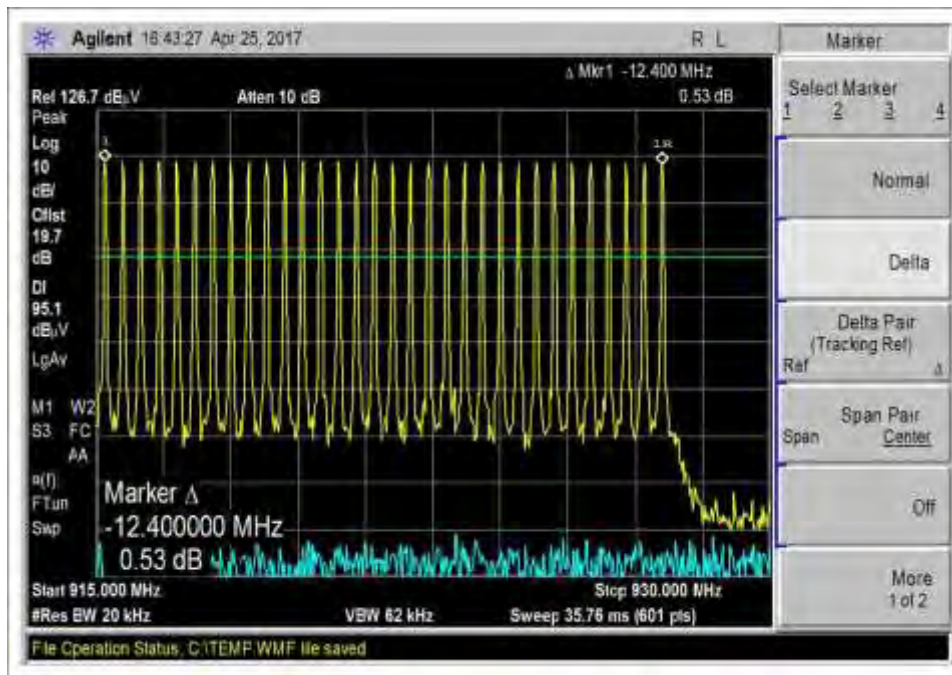 Agilent 16:43:27 Apr 25, 2017
R L
Marker
Δ Mkr1 -12.400 MHz
Ref 126.7 dBµV
Atten 10 dB
0.53 dB
Peak
Log
10
dB/
Offst
19.7
dB
DI
95.1
dBµV
LgAv
M1 W2
S3 FC
AA
¤(f):
FTun
Swp
1
1R
Marker Δ
-12.400000 MHz
0.53 dB
Start 915.000 MHz
Stop 930.000 MHz
#Res BW 20 kHz
VBW 62 kHz
Sweep 35.76 ms (601 pts)
File Operation Status, C:\TEMP.WMF file saved
Select Marker
1 2 3 4
Normal
Delta
Delta Pair
(Tracking Ref)
Ref Δ
Span Pair
Span Center
Off
More
1 of 2